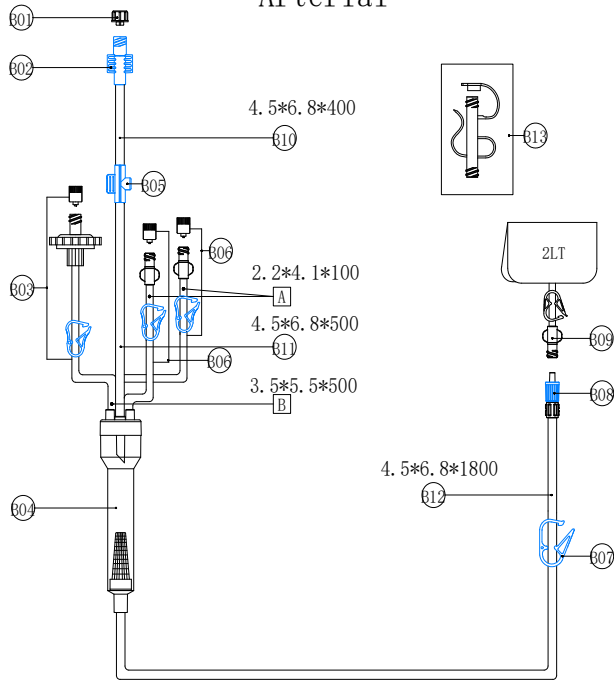 Arterial
B01
B02
4.5*6.8*400
B10
B13
B05
B06
2LT
B03
2.2*4.1*100
A
4.5*6.8*500
B11
B06
B09
3.5*5.5*500
B
B08
4.5*6.8*1800
B12
B04
B07